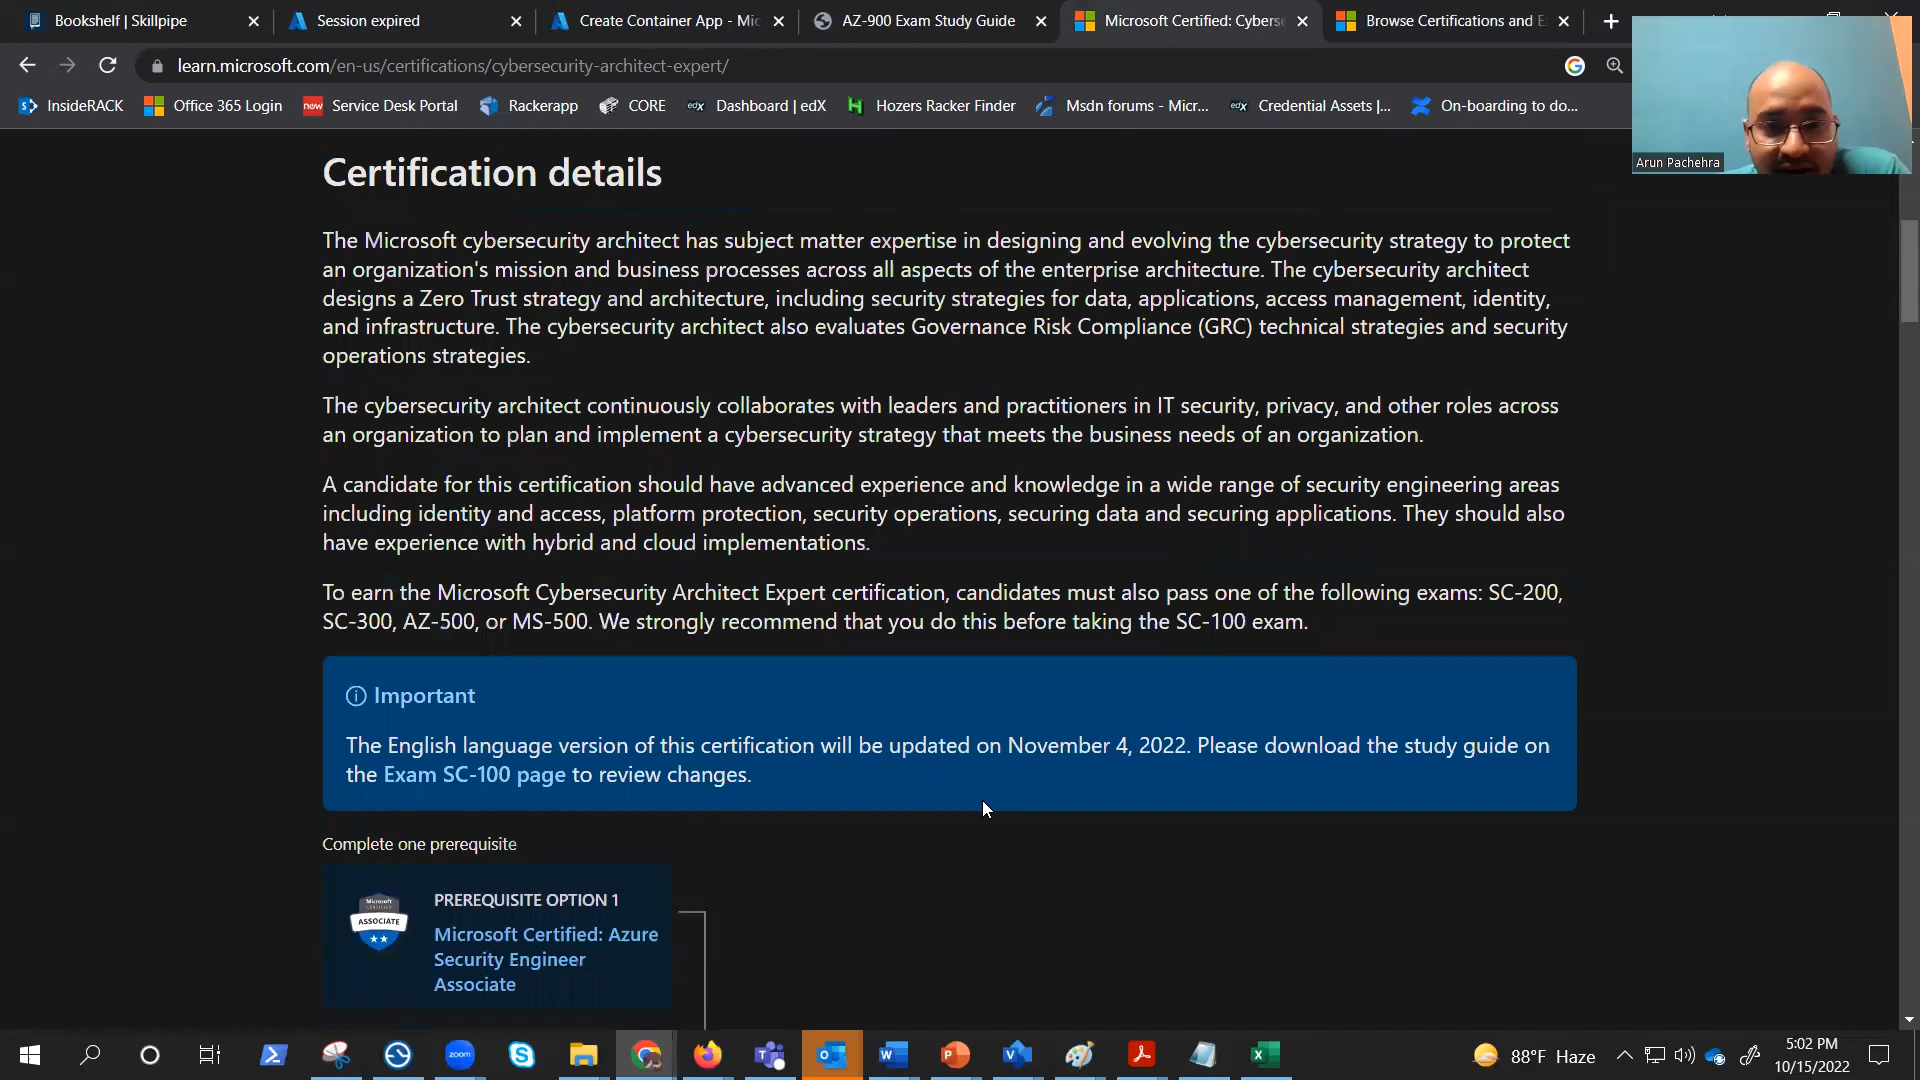 Bookshelf | Skillpipe
Session expired
Create Container App - Mic
AZ-900 Exam Study Guide
Microsoft Certified: Cyberse
Browse Certifications and E
learn.microsoft.com/en-us/certifications/cybersecurity-architect-expert/
InsideRACK
Office 365 Login
now
Service Desk Portal
Rackerapp
CORE
edX
Dashboard | edX
Hozers Racker Finder
Msdn forums - Micr...
edX
Credential Assets |...
On-boarding to do...
Arun Pachehra
Certification details
The Microsoft cybersecurity architect has subject matter expertise in designing and evolving the cybersecurity strategy to protect
an organization's mission and business processes across all aspects of the enterprise architecture. The cybersecurity architect
designs a Zero Trust strategy and architecture, including security strategies for data, applications, access management, identity,
and infrastructure. The cybersecurity architect also evaluates Governance Risk Compliance (GRC) technical strategies and security
operations strategies.
The cybersecurity architect continuously collaborates with leaders and practitioners in IT security, privacy, and other roles across
an organization to plan and implement a cybersecurity strategy that meets the business needs of an organization.
A candidate for this certification should have advanced experience and knowledge in a wide range of security engineering areas
including identity and access, platform protection, security operations, securing data and securing applications. They should also
have experience with hybrid and cloud implementations.
To earn the Microsoft Cybersecurity Architect Expert certification, candidates must also pass one of the following exams: SC-200,
SC-300, AZ-500, or MS-500. We strongly recommend that you do this before taking the SC-100 exam.
Important
The English language version of this certification will be updated on November 4, 2022. Please download the study guide on
the Exam SC-100 page to review changes.
Complete one prerequisite
Microsoft
CERTIFIED
ASSOCIATE
PREREQUISITE OPTION 1
Microsoft Certified: Azure
Security Engineer
Associate
zoom
88°F Haze
5:02 PM
10/15/2022